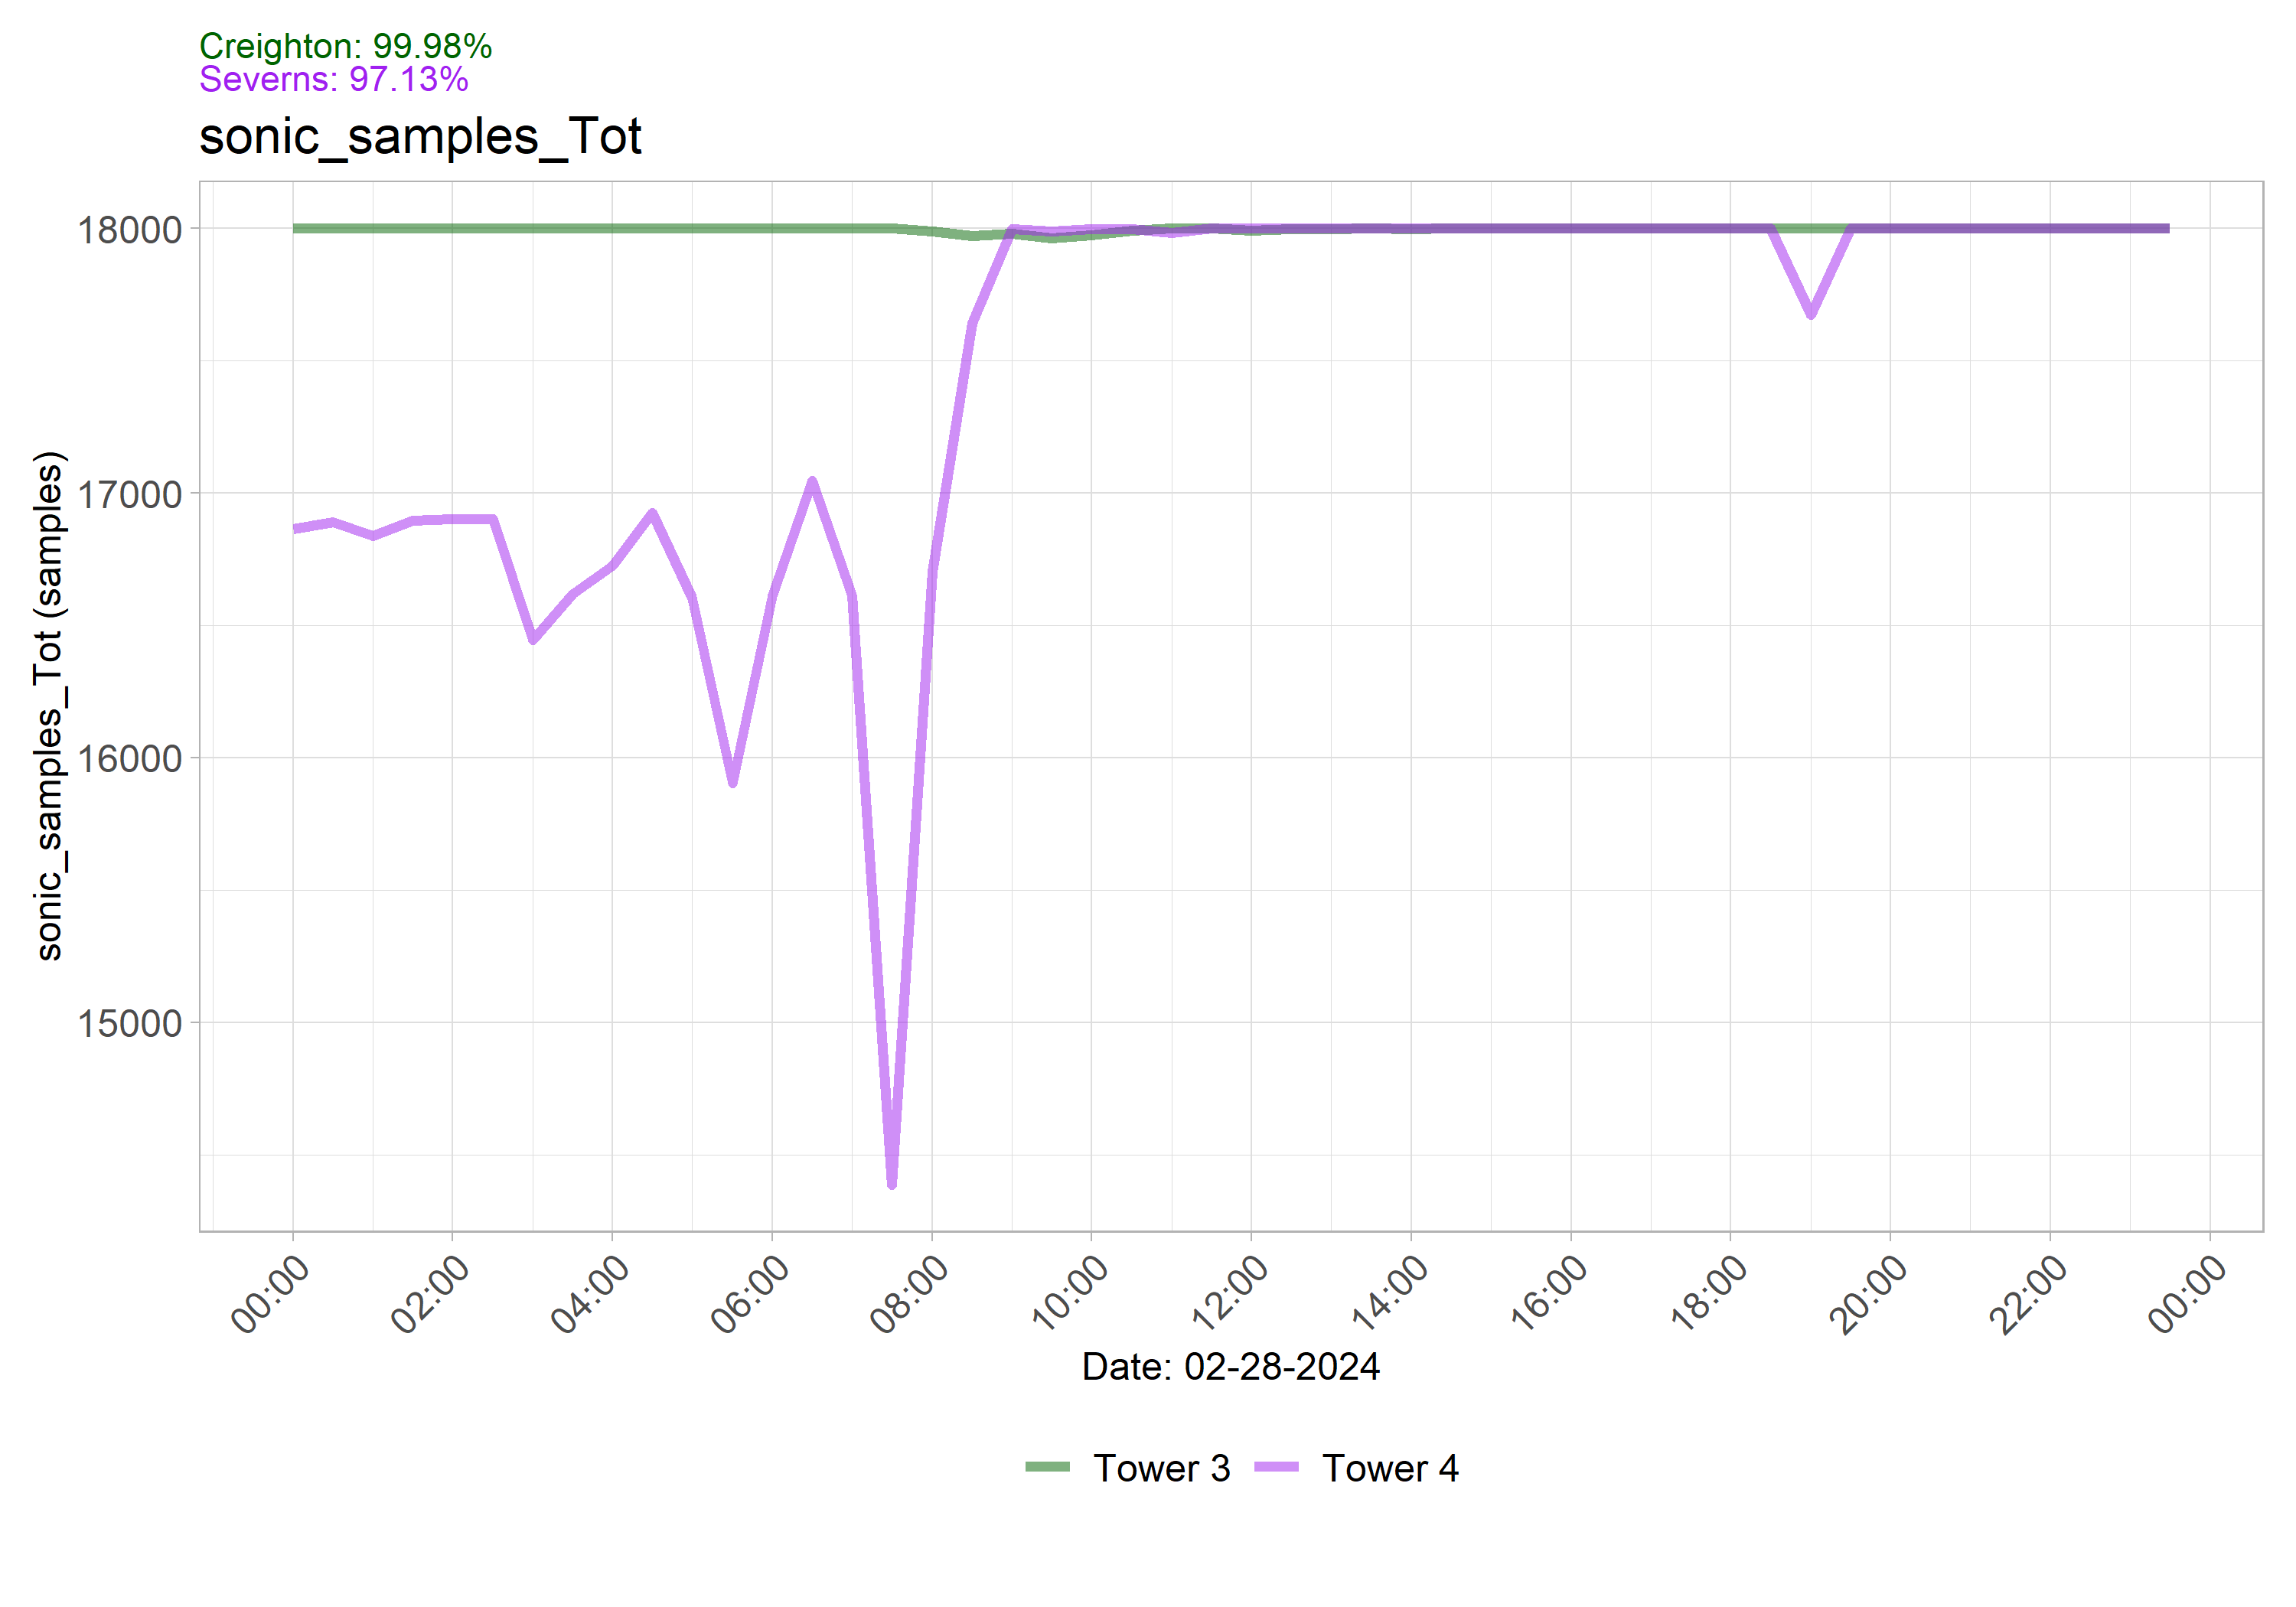 Creighton: 99.98%
Severns: 97.13%
sonic_samples_Tot
sonic_samples_Tot (samples)
18000
17000
16000
15000
00:00
02:00
04:00
06:00
08:00
10:00
12:00
14:00
16:00
18:00
20:00
22:00
00:00
Date: 02-28-2024
Tower 3
Tower 4